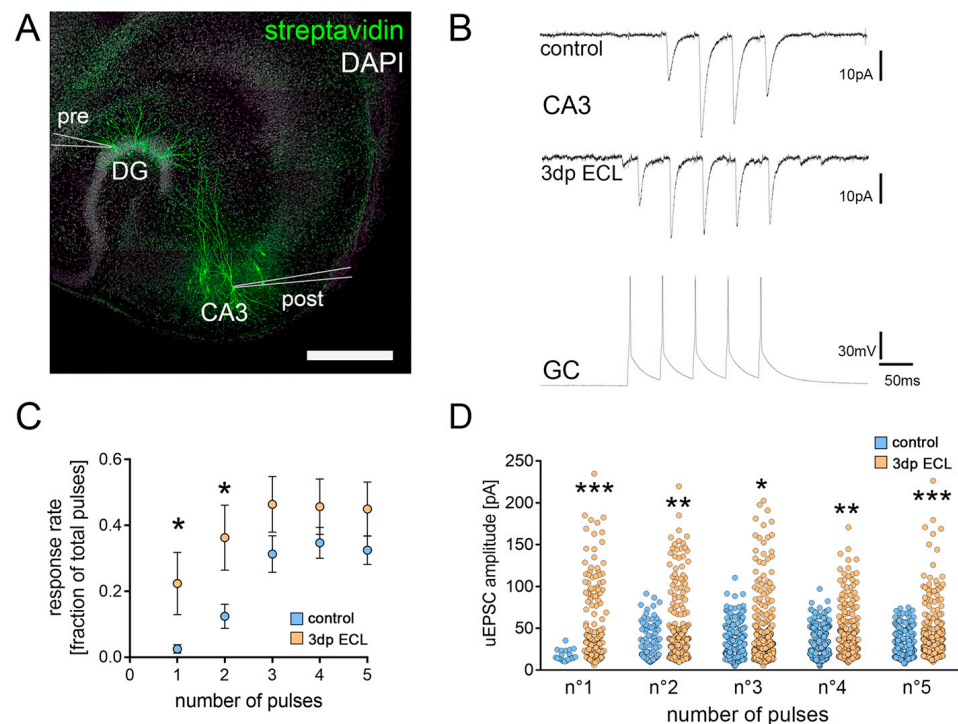 A
streptavidin
DAPI
pre
DG
CA3
post
B
control
10pA
CA3
3dp ECL
10pA
GC
30mV
50ms
C
response rate
[fraction of total pulses]
0.6
0.4
0.2
0.0
*
*
control
3dp ECL
0 1 2 3 4 5
number of pulses
D
control
3dp ECL
uEPSC amplitude [pA]
250
200
150
100
50
0
*** ** * ** ***
n°1 n°2 n°3 n°4 n°5
number of pulses